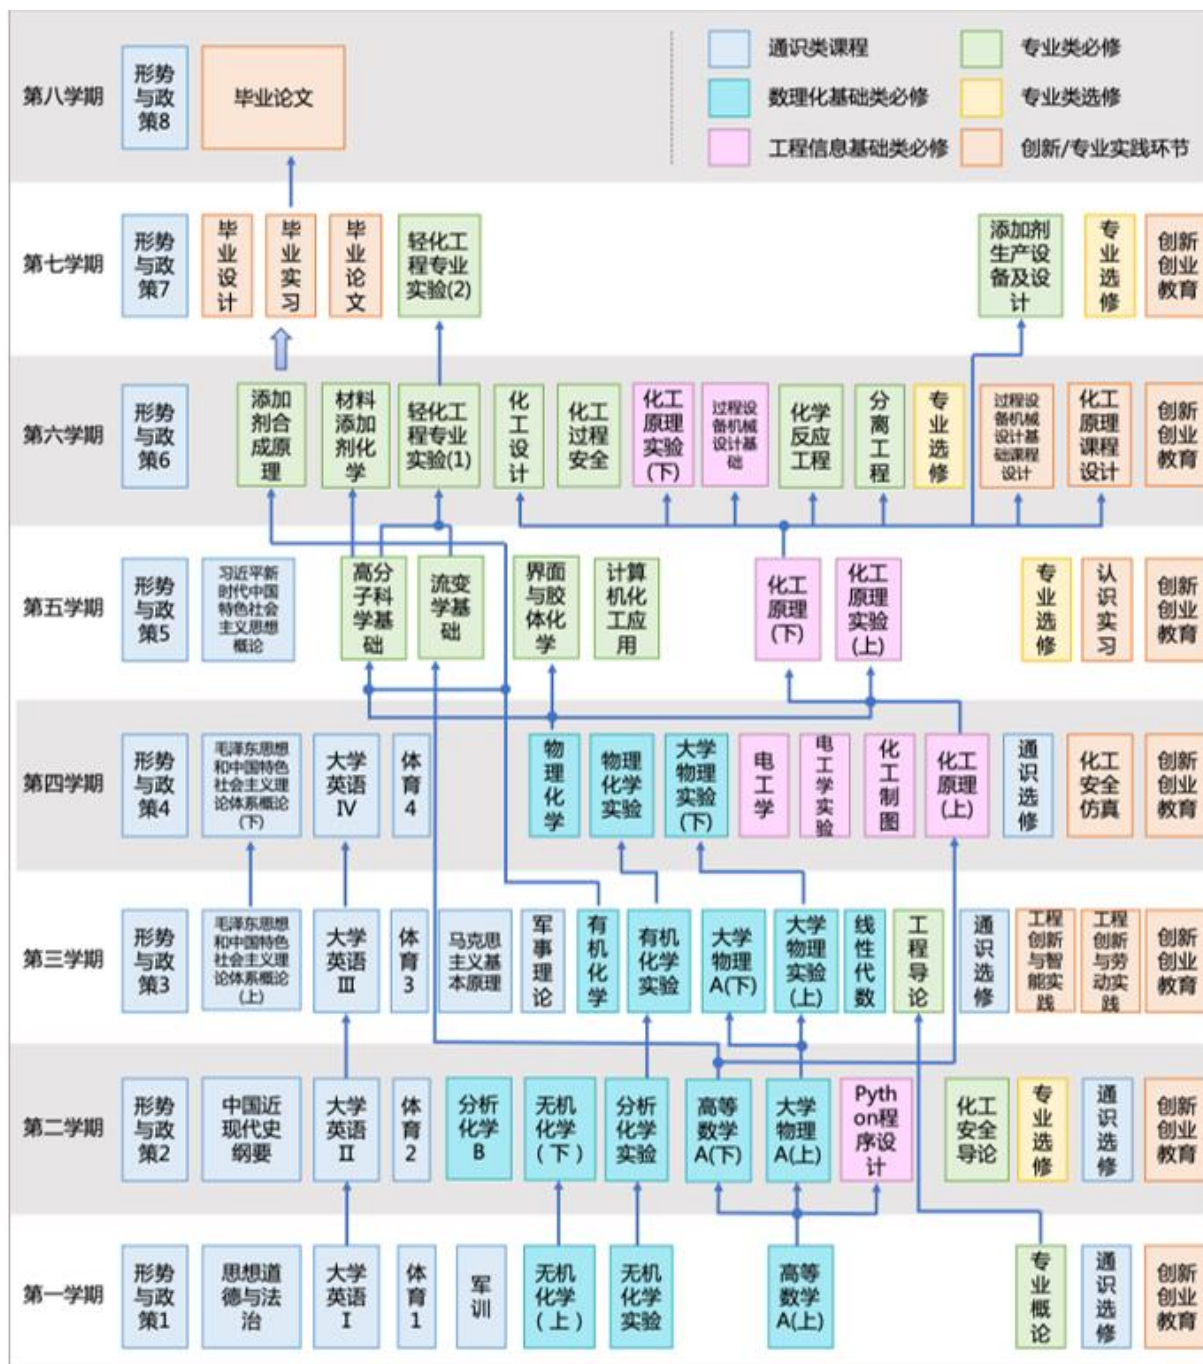 通识类课程
专业类必修
数理化基础类必修
专业类选修
工程信息基础类必修
创新/专业实践环节
第八学期
形势
与政
策8
毕业论文
第七学期
形势
与政
策7
毕
业
设
计
毕
业
实
习
毕
业
论
文
轻化工
程专业
实验(2)
添加剂
生产设
备及设
计
专
业
选
修
创新
创业
教育
第六学期
形势
与政
策6
添加
剂合
成原
理
材料
添加
剂化
学
轻化工
程专业
实验(1)
化
工
设
计
化工
过程
安全
化工
原理
实验
(下)
过程设
备机械
设计基
础
化学
反应
工程
分
离
工
程
专
业
选
修
过程设
备机械
设计基
础课程
设计
化工
原理
课程
设计
创新
创业
教育
第五学期
形势
与政
策5
习近平新
时代中国
特色社会
主义思想
概论
高分
子科
学基
础
流变
学基
础
界面
与胶
体化
学
计算
机化
工应
用
化工
原理
(下)
化工
原理
实验
(上)
专
业
选
修
认
识
实
习
创新
创业
教育
第四学期
形势
与政
策4
毛泽东思想
和中国特色
社会主义理
论体系概论
(下)
大学
英语
IV
体
育
4
物
理
化
学
物理
化学
实验
大学
物理
实验
(下)
电
工
学
电
工
学
实
验
化
工
制
图
化工
原理
(上)
通
识
选
修
化工
安全
仿真
创新
创业
教育
第三学期
形势
与政
策3
毛泽东思想
和中国特色
社会主义理
论体系概论
(上)
大学
英语
III
体
育
3
马克思
主义基
本原理
军
事
理
论
有
机
化
学
有机
化学
实验
大学
物理
A(下)
大学
物理
实验
(上)
线
性
代
数
工
程
导
论
通
识
选
修
工程
创新
与智
能实
践
工程
创新
与劳
动实
践
创新
创业
教育
第二学期
形势
与政
策2
中国近
现代史
纲要
大学
英语
II
体
育
2
分析
化学
B
无机
化学
(下)
分析
化学
实验
高等
数学
A(下)
大学
物理
A(上)
Pyth
on程
序设
计
化工
安全
导论
专
业
选
修
通
识
选
修
创新
创业
教育
第一学期
形势
与政
策1
思想道
德与法
治
大学
英语
I
体
育
1
军
训
无机
化学
(上)
无机
化学
实验
高等
数学
A(上)
专
业
概
论
通
识
选
修
创新
创业
教育